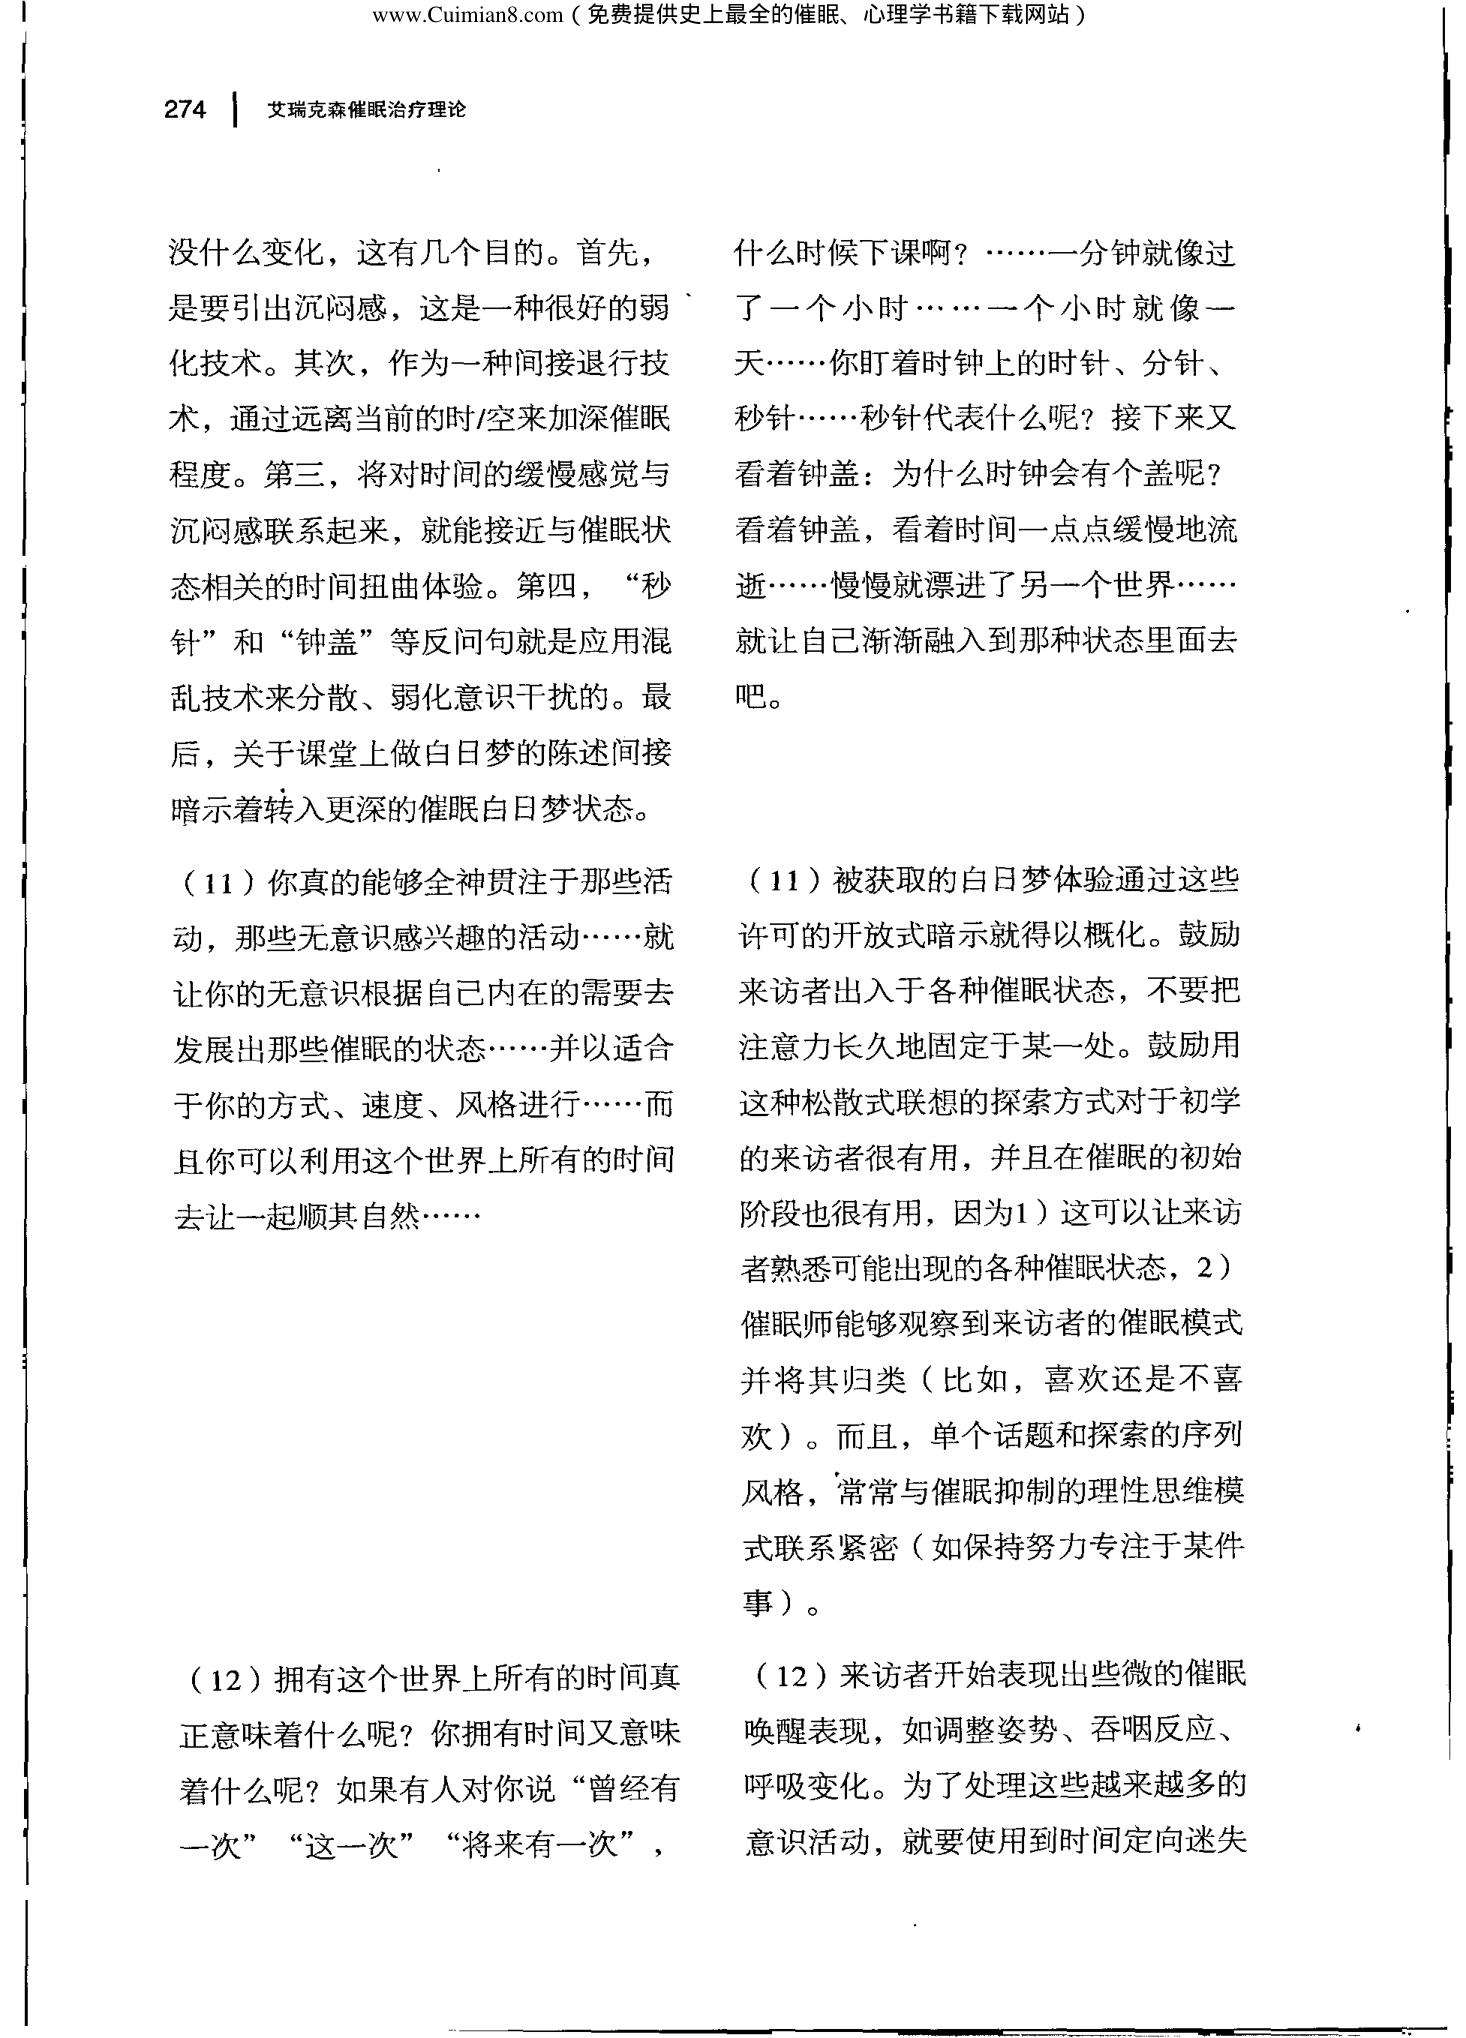 www.Cuimian8.com（免费提供史上最全的催眠、心理学书籍下载网站）
274 | 艾瑞克森催眠治疗理论
没什么变化，这有几个目的。首先，
是要引出沉闷感，这是一种很好的弱
化技术。其次，作为一种间接退行技
术，通过远离当前的时/空来加深催眠
程度。第三，将对时间的缓慢感觉与
沉闷感联系起来，就能接近与催眠状
态相关的时间扭曲体验。第四，“秒
针”和“钟盖”等反问句就是应用混
乱技术来分散、弱化意识干扰的。最
后，关于课堂上做白日梦的陈述间接
暗示着转入更深的催眠白日梦状态。
什么时候下课啊？……一分钟就像过
了一个小时……一个小时就像一
天……你盯着时钟上的时针、分针、
秒针……秒针代表什么呢？接下来又
看着钟盖：为什么时钟会有个盖呢？
看着钟盖，看着时间一点点缓慢地流
逝……慢慢就漂进了另一个世界……
就让自己渐渐融入到那种状态里面去
吧。
（11）你真的能够全神贯注于那些活
动，那些无意识感兴趣的活动……就
让你的无意识根据自己内在的需要去
发展出那些催眠的状态……并以适合
于你的方式、速度、风格进行……而
且你可以利用这个世界上所有的时间
去让一起顺其自然……
（11）被获取的白日梦体验通过这些
许可的开放式暗示就得以概化。鼓励
来访者出入于各种催眠状态，不要把
注意力长久地固定于某一处。鼓励用
这种松散式联想的探索方式对于初学
的来访者很有用，并且在催眠的初始
阶段也很有用，因为1）这可以让来访
者熟悉可能出现的各种催眠状态，2）
催眠师能够观察到来访者的催眠模式
并将其归类（比如，喜欢还是不喜
欢）。而且，单个话题和探索的序列
风格，常常与催眠抑制的理性思维模
式联系紧密（如保持努力专注于某件
事）。
（12）拥有这个世界上所有的时间真
正意味着什么呢？你拥有时间又意味
着什么呢？如果有人对你说“曾经有
一次”“这一次”“将来有一次”，
（12）来访者开始表现出些微的催眠
唤醒表现，如调整姿势、吞咽反应、
呼吸变化。为了处理这些越来越多的
意识活动，就要使用到时间定向迷失